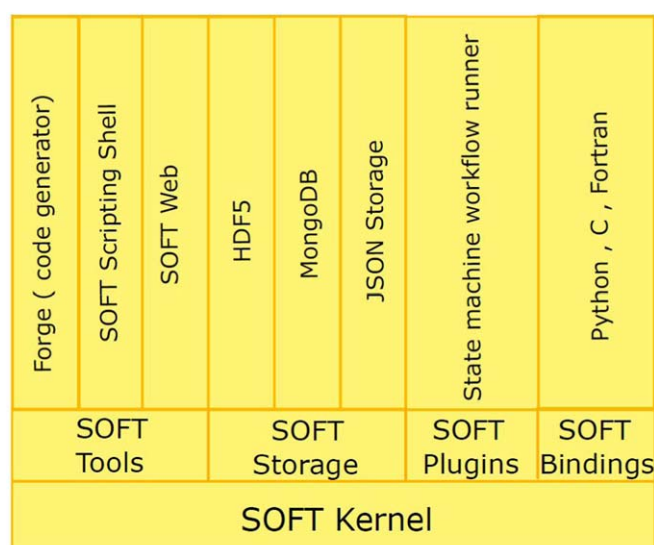 Forge ( code generator)
SOFT Scripting Shell
SOFT Web
HDF5
MongoDB
JSON Storage
State machine workflow runner
Python , C , Fortran
SOFT
Tools
SOFT
Storage
SOFT
Plugins
SOFT
Bindings
SOFT Kernel